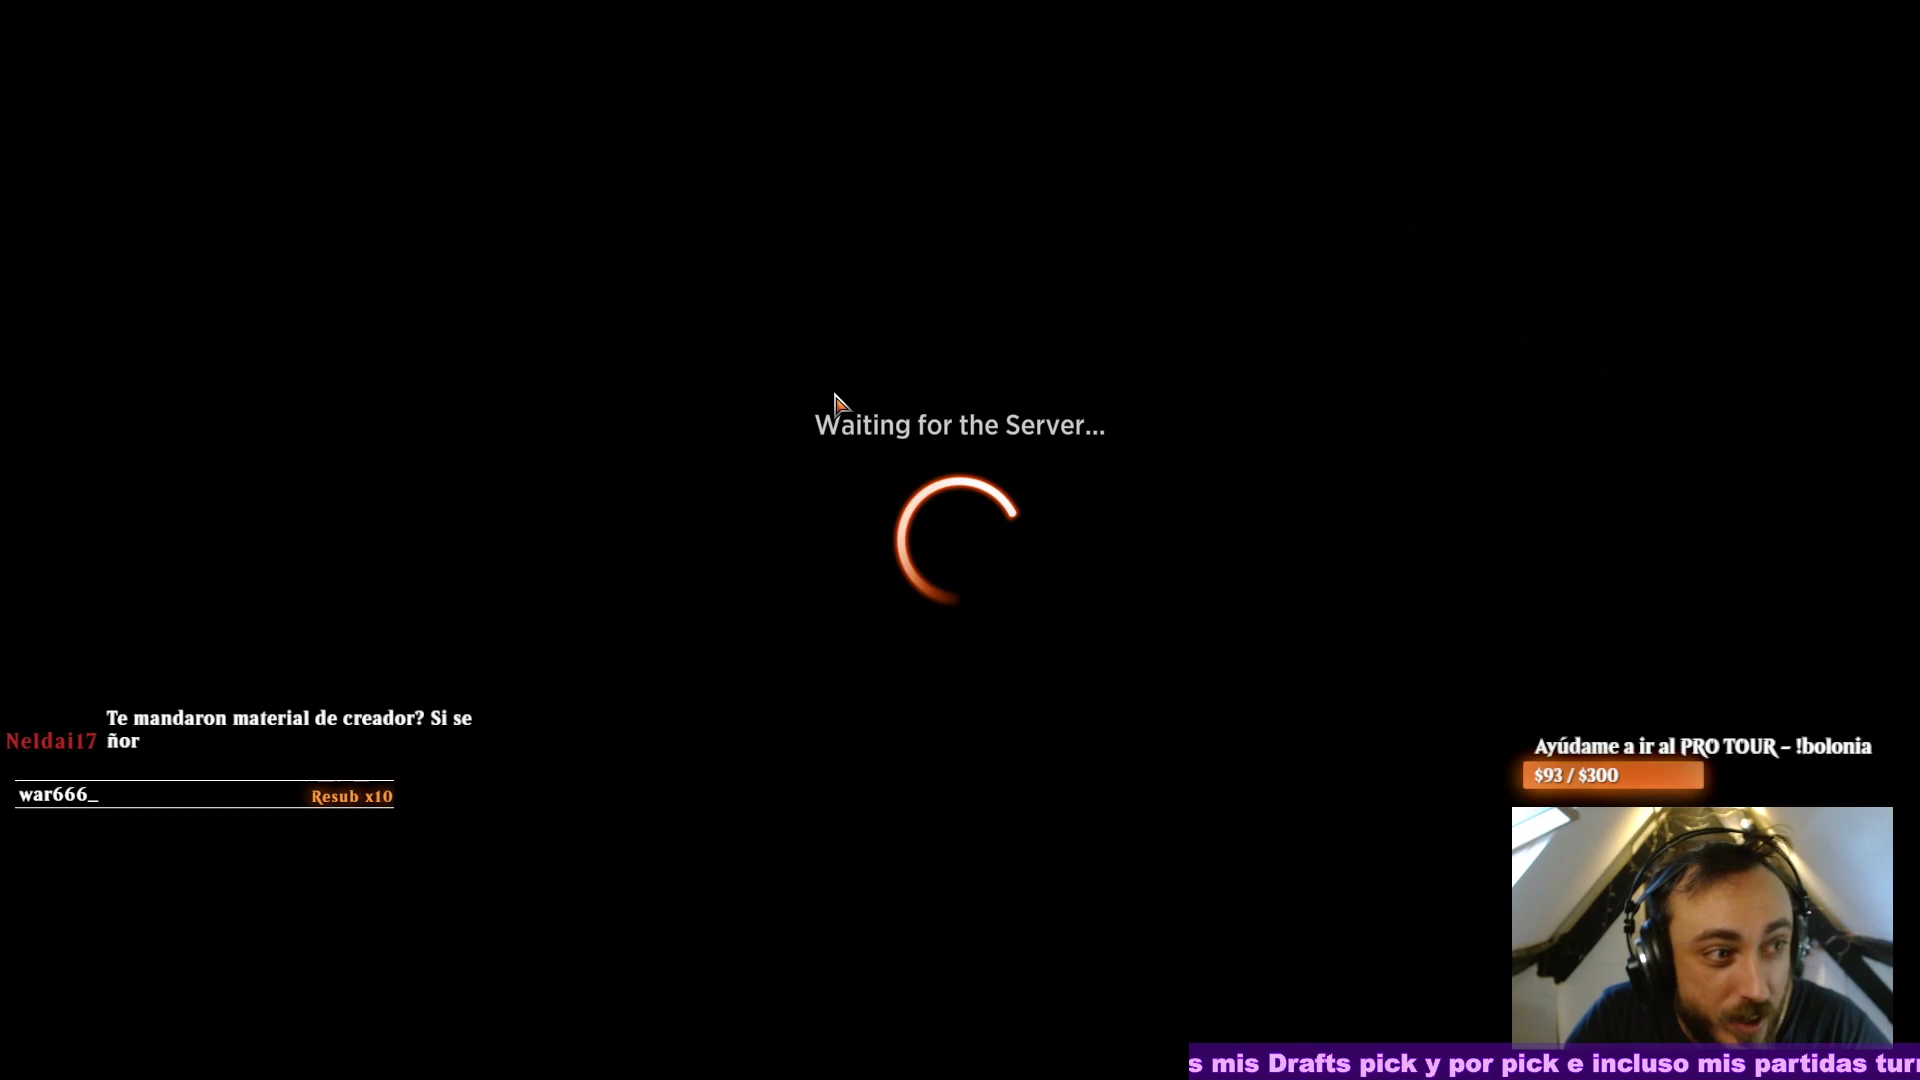 Waiting for the Server...
Te mandaron material de creador? Si se
Neldai17 ñor
war666_ Resub x10
Ayúdame a ir al PRO TOUR – !bolonia
$93 / $300
s mis Drafts pick y por pick e incluso mis partidas turn